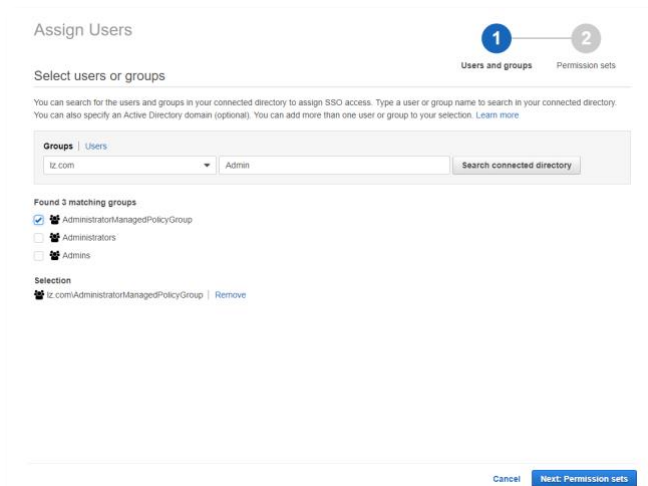 Assign Users
1
2
Users and groups
Permission sets
Select users or groups
You can search for the users and groups in your connected directory to assign SSO access. Type a user or group name to search in your connected directory.
You can also specify an Active Directory domain (optional). You can add more than one user or group to your selection. Learn more
Groups | Users
lz.com
Admin
Search connected directory
Found 3 matching groups
AdministratorManagedPolicyGroup
Administrators
Admins
Selection
lz.com\AdministratorManagedPolicyGroup | Remove
Cancel
Next: Permission sets